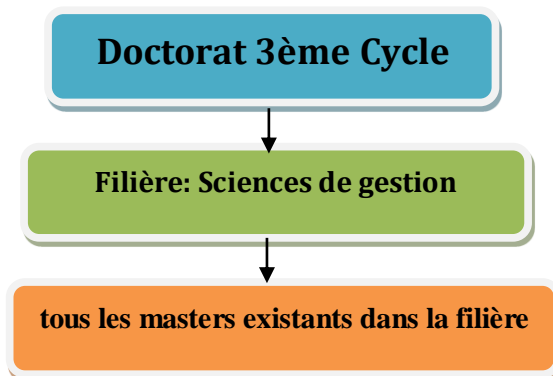 Doctorat 3ème Cycle
Filière: Sciences de gestion
tous les masters existants dans la filière